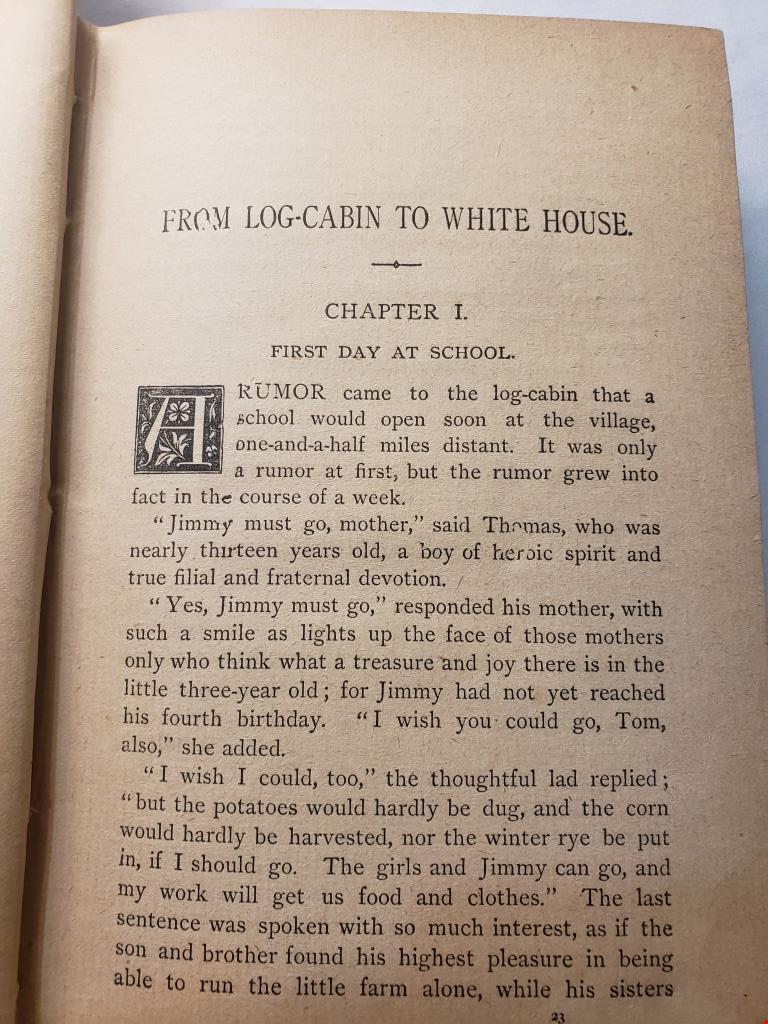 FROM LOG-CABIN TO WHITE HOUSE.
CHAPTER I.
FIRST DAY AT SCHOOL.
A RUMOR came to the log-cabin that a
school would open soon at the village,
one-and-a-half miles distant. It was only
a rumor at first, but the rumor grew into
fact in the course of a week.
"Jimmy must go, mother," said Thomas, who was
nearly thirteen years old, a boy of heroic spirit and
true filial and fraternal devotion.
"Yes, Jimmy must go," responded his mother, with
such a smile as lights up the face of those mothers
only who think what a treasure and joy there is in the
little three-year old; for Jimmy had not yet reached
his fourth birthday. "I wish you could go, Tom,
also," she added.
"I wish I could, too," the thoughtful lad replied;
"but the potatoes would hardly be dug, and the corn
would hardly be harvested, nor the winter rye be put
in, if I should go. The girls and Jimmy can go, and
my work will get us food and clothes." The last
sentence was spoken with so much interest, as if the
son and brother found his highest pleasure in being
able to run the little farm alone, while his sisters
23